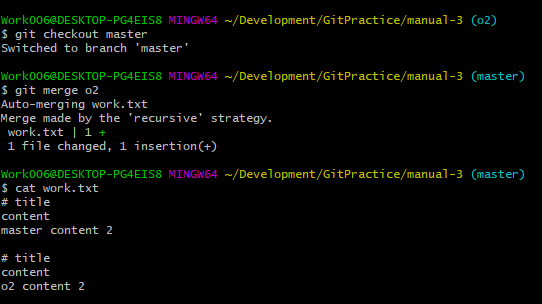 Work006@DESKTOP-PG4EIS8 MINGW64 ~/Development/GitPractice/manual-3 (o2)
$ git checkout master
Switched to branch 'master'
Work006@DESKTOP-PG4EIS8 MINGW64 ~/Development/GitPractice/manual-3 (master)
$ git merge o2
Auto-merging work.txt
Merge made by the 'recursive' strategy.
 work.txt | 1 +
 1 file changed, 1 insertion(+)
Work006@DESKTOP-PG4EIS8 MINGW64 ~/Development/GitPractice/manual-3 (master)
$ cat work.txt
# title
content
master content 2
# title
content
o2 content 2